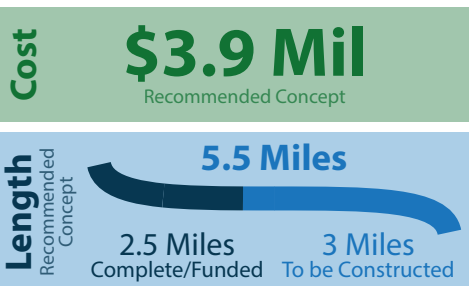 Cost
$3.9 Mil
Recommended Concept
Length
Recommended
Concept
5.5 Miles
2.5 Miles
Complete/Funded
3 Miles
To be Constructed